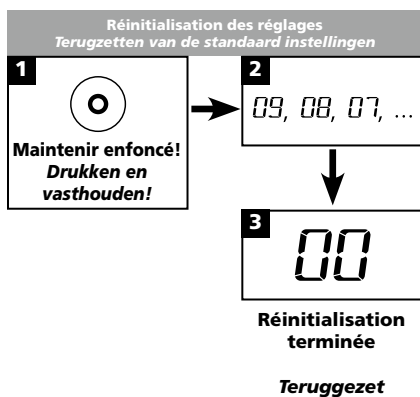 Réinitialisation des réglages
Terugzetten van de standaard instellingen
1
Maintenir enfoncé!
Drukken en
vasthouden!
2
09, 08, 07, ...
3
00
Réinitialisation
terminée
Teruggezet